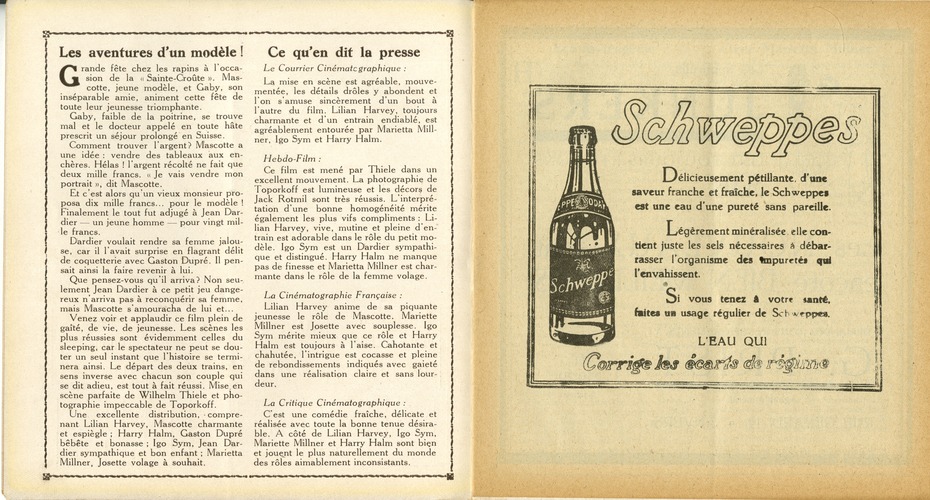 Les aventures d'un modèle !
Grande fête chez les rapins à l'occa-
sion de la « Sainte-Croûte ». Mas-
cotte, jeune modèle, et Gaby, son
inséparable amie, animent cette fête de
toute leur jeunesse triomphante.
Gaby, faible de la poitrine, se trouve
mal et le docteur appelé en toute hâte
prescrit un séjour prolongé en Suisse.
Comment trouver l'argent? Mascotte a
une idée : vendre des tableaux aux en-
chères. Hélas ! l'argent récolté ne fait que
deux mille francs. « Je vais vendre mon
portrait », dit Mascotte.
Et c'est alors qu'un vieux monsieur pro-
posa dix mille francs... pour le modèle !
Finalement le tout fut adjugé à Jean Dar-
dier — un jeune homme — pour vingt mil-
le francs.
Dardier voulait rendre sa femme jalou-
se, car il l'avait surprise en flagrant délit
de coquetterie avec Gaston Dupré. Il pen-
sait ainsi la faire revenir à lui.
Que pensez-vous qu'il arriva? Non seu-
lement Jean Dardier à ce petit jeu dange-
reux n'arriva pas à reconquérir sa femme,
mais Mascotte s'amouracha de lui et...
Venez voir et applaudir ce film plein de
gaîté, de vie, de jeunesse. Les scènes les
plus réussies sont évidemment celles du
sleeping, car le spectateur ne peut se dou-
ter un seul instant que l'histoire se termi-
nera ainsi. Le départ des deux trains, en
sens inverse avec chacun son couple qui
se dit adieu, est tout à fait réussi. Mise en
scène parfaite de Wilhelm Thiele et pho-
tographie impeccable de Toporkoff.
Une excellente distribution, compre-
nant Lilian Harvey, Mascotte charmante
et espiègle ; Harry Halm, Gaston Dupré
bêbête et bonasse ; Igo Sym, Jean Dar-
dier sympathique et bon enfant ; Marietta
Millner, Josette volage à souhait.
Ce qu'en dit la presse
Le Courrier Cinématographique :
La mise en scène est agréable, mouve-
mentée, les détails drôles y abondent et
l'on s'amuse sincèrement d'un bout à
l'autre du film. Lilian Harvey, toujours
charmante et d'un entrain endiablé, est
agréablement entourée par Marietta Mill-
ner, Igo Sym et Harry Halm.
Hebdo-Film :
Ce film est mené par Thiele dans un
excellent mouvement. La photographie de
Toporkoff est lumineuse et les décors de
Jack Rotmil sont très réussis. L'interpré-
tation d'une bonne homogénéité mérite
également les plus vifs compliments : Li-
lian Harvey, vive, mutine et pleine d'en-
train est adorable dans le rôle du petit mo-
dèle. Igo Sym est un Dardier sympathi-
que et distingué. Harry Halm ne manque
pas de finesse et Marietta Millner est char-
mante dans le rôle de la femme volage.
La Cinématographie Française :
Lilian Harvey anime de sa piquante
jeunesse le rôle de Mascotte. Mariette
Millner est Josette avec souplesse. Igo
Sym mérite mieux que ce rôle et Harry
Halm est toujours à l'aise. Cahotante et
chahutée, l'intrigue est cocasse et pleine
de rebondissements indiqués avec gaieté
dans une réalisation claire et sans lour-
deur.
La Critique Cinématographique :
C'est une comédie fraîche, délicate et
réalisée avec toute la bonne tenue désira-
ble. A côté de Lilian Harvey, Igo Sym,
Mariette Millner et Harry Halm sont bien
et jouent le plus naturellement du monde
des rôles aimablement inconsistants.
Schweppes
Délicieusement pétillante, d'une
saveur franche et fraîche, le Schweppes
est une eau d'une pureté sans pareille.
Légèrement minéralisée, elle con-
tient juste les sels nécessaires à débar-
rasser l'organisme des impuretés qui
l'envahissent.
Si vous tenez à votre santé,
faites un usage régulier de Schweppes.
L'EAU QUI
Corrige les écarts de régime
Schweppe